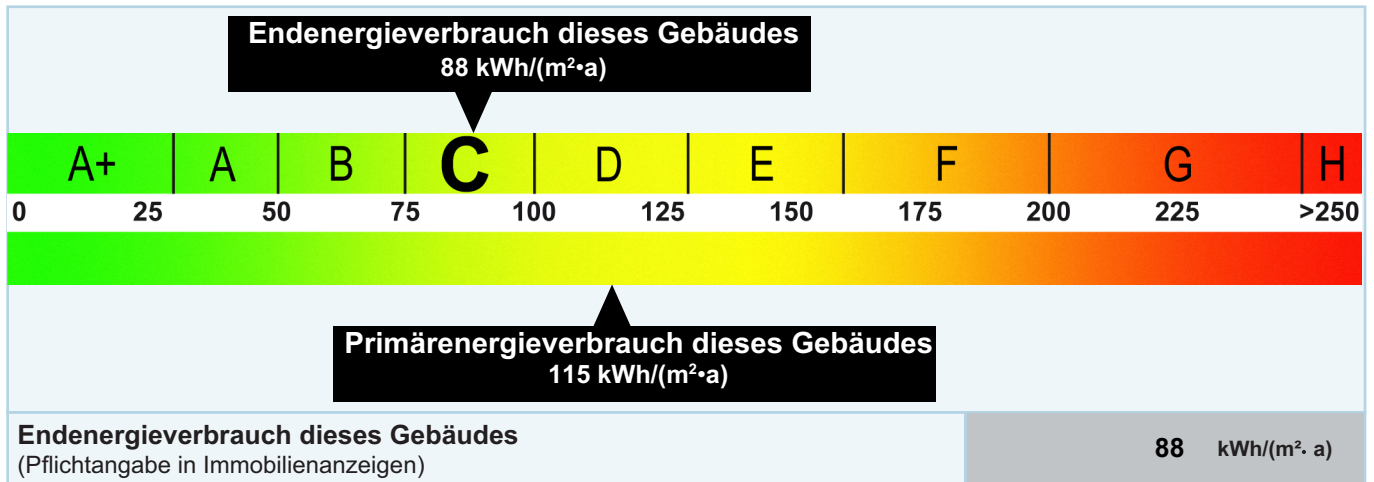 Endenergieverbrauch dieses Gebäudes
88 kWh/(m²•a)
A+ A B C D E F G H
0 25 50 75 100 125 150 175 200 225 >250
Primärenergieverbrauch dieses Gebäudes
115 kWh/(m²•a)
Endenergieverbrauch dieses Gebäudes
(Pflichtangabe in Immobilienanzeigen)
88 kWh/(m²· a)